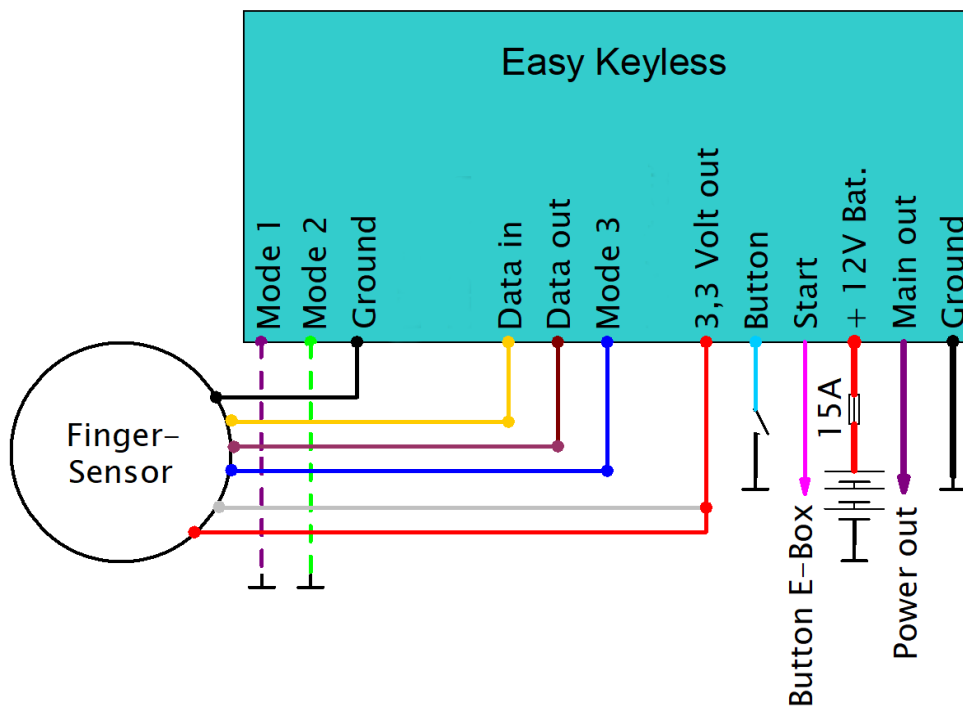 Easy Keyless
Mode 1
Mode 2
Ground
Data in
Data out
Mode 3
3,3 Volt out
Button
Start
+ 12V Bat.
Main out
Ground
Finger-
Sensor
15A
Button E-Box
Power out